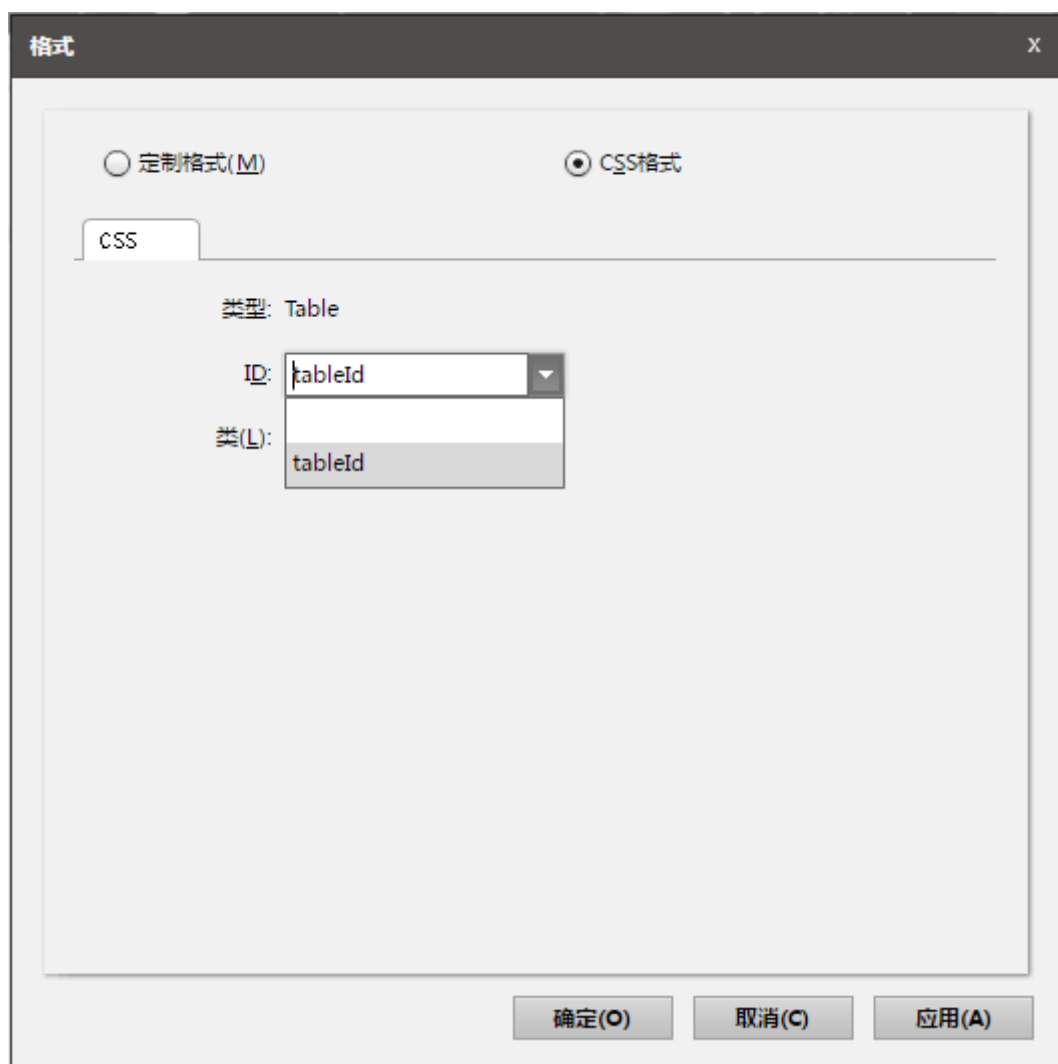 格式 X
定制格式(M) CSS格式
CSS
类型: Table
ID: tableId
类(L):
tableId
确定(O) 取消(C) 应用(A)